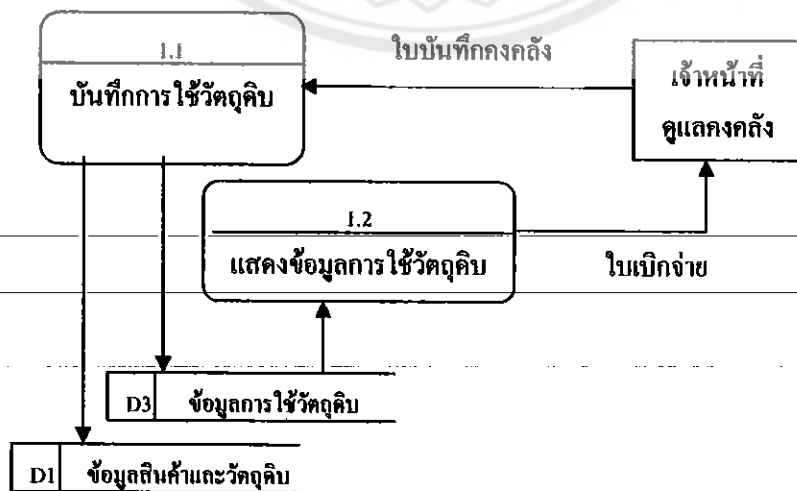 1.1
บันทึกการใช้วัตถุดิบ
ใบบันทึกคงคลัง
เจ้าหน้าที่
ดูแลคงคลัง
1.2
แสดงข้อมูลการใช้วัตถุดิบ
ใบเบิกจ่าย
D3 ข้อมูลการใช้วัตถุดิบ
D1 ข้อมูลสินค้าและวัตถุดิบ